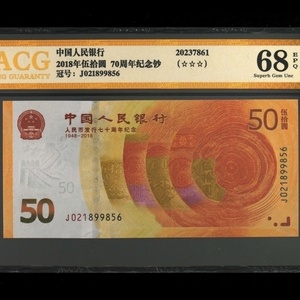 ACG
NG GUARANTY
中国人民银行
2018年伍拾圆 70周年纪念钞
冠号: J021899856
20237861
(☆☆☆)
68 EPQ
Superb Gem Unc
中国人民银行
人民币发行七十周年纪念
1948-2018
50
伍拾圆
50
J021899856